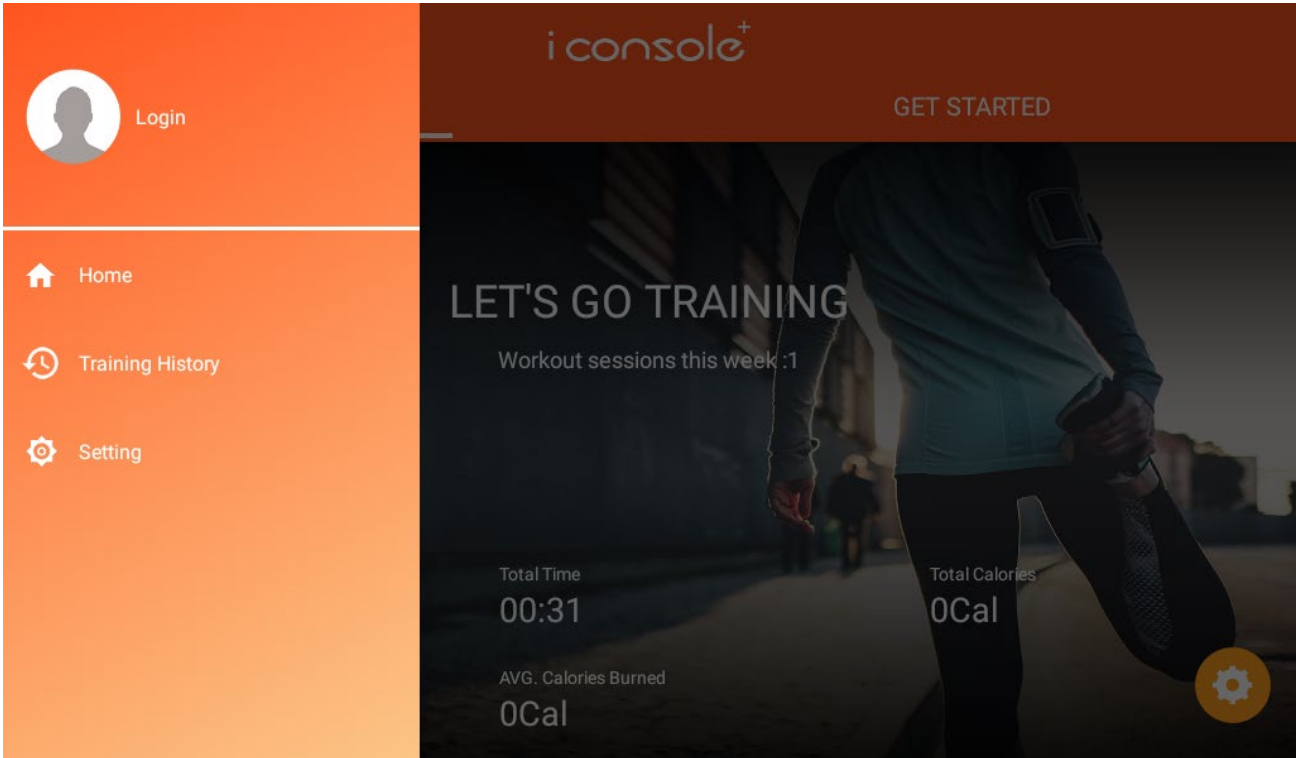 Login
Home
Training History
Setting
i console+
GET STARTED
LET'S GO TRAINING
Workout sessions this week :1
Total Time
00:31
Total Calories
0Cal
AVG. Calories Burned
0Cal